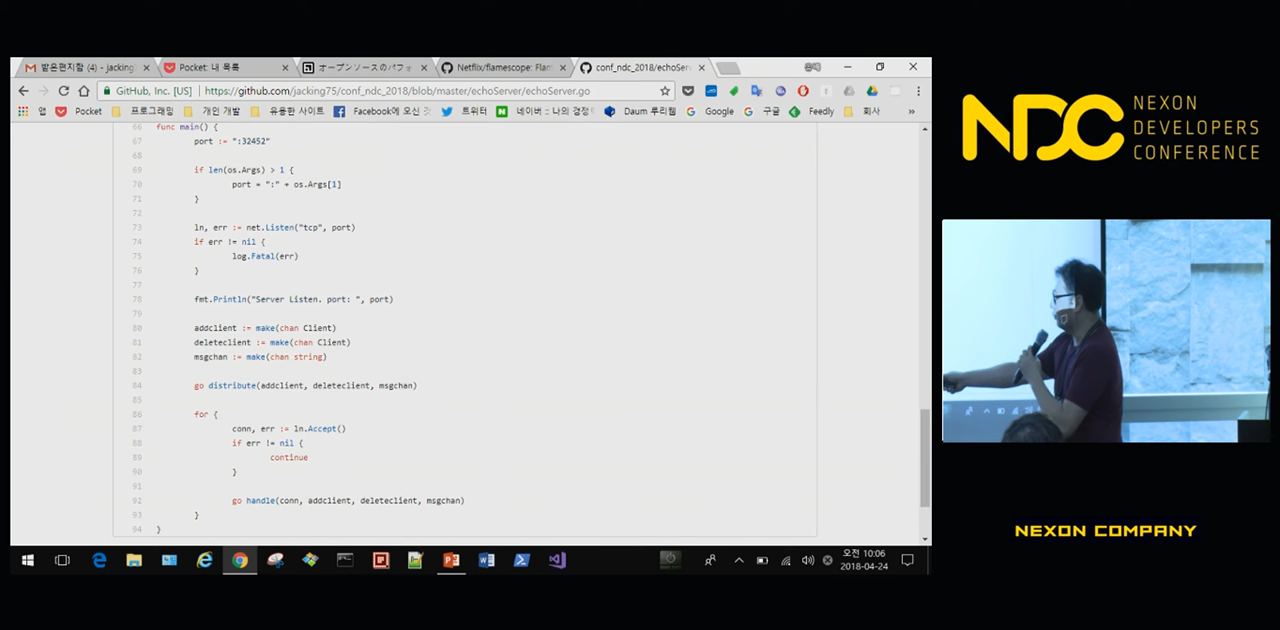 받은편지함 (4) - jacking
Pocket: 내 목록
オープンソースのパフォ
Netflix/flamescope: Flam
conf_ndc_2018/echoServ
GitHub, Inc. [US]
https://github.com/jacking75/conf_ndc_2018/blob/master/echoServer/echoServer.go
앱
Pocket
프로그래밍
개인 개발
유용한 사이트
Facebook에 오신 것
트위터
네이버 :: 나의 경쟁
Daum 루리웹
Google
구글
Feedly
회사
»
66 func main() {
67 port := ":32452"
68
69 if len(os.Args) > 1 {
70 port = ":" + os.Args[1]
71 }
72
73 ln, err := net.Listen("tcp", port)
74 if err != nil {
75 log.Fatal(err)
76 }
77
78 fmt.Println("Server Listen. port: ", port)
79
80 addclient := make(chan Client)
81 deleteclient := make(chan Client)
82 msgchan := make(chan string)
83
84 go distribute(addclient, deleteclient, msgchan)
85
86 for {
87 conn, err := ln.Accept()
88 if err != nil {
89 continue
90 }
91
92 go handle(conn, addclient, deleteclient, msgchan)
93 }
94 }
오전 10:06
2018-04-24
NDC
NEXON
DEVELOPERS
CONFERENCE
NEXON COMPANY